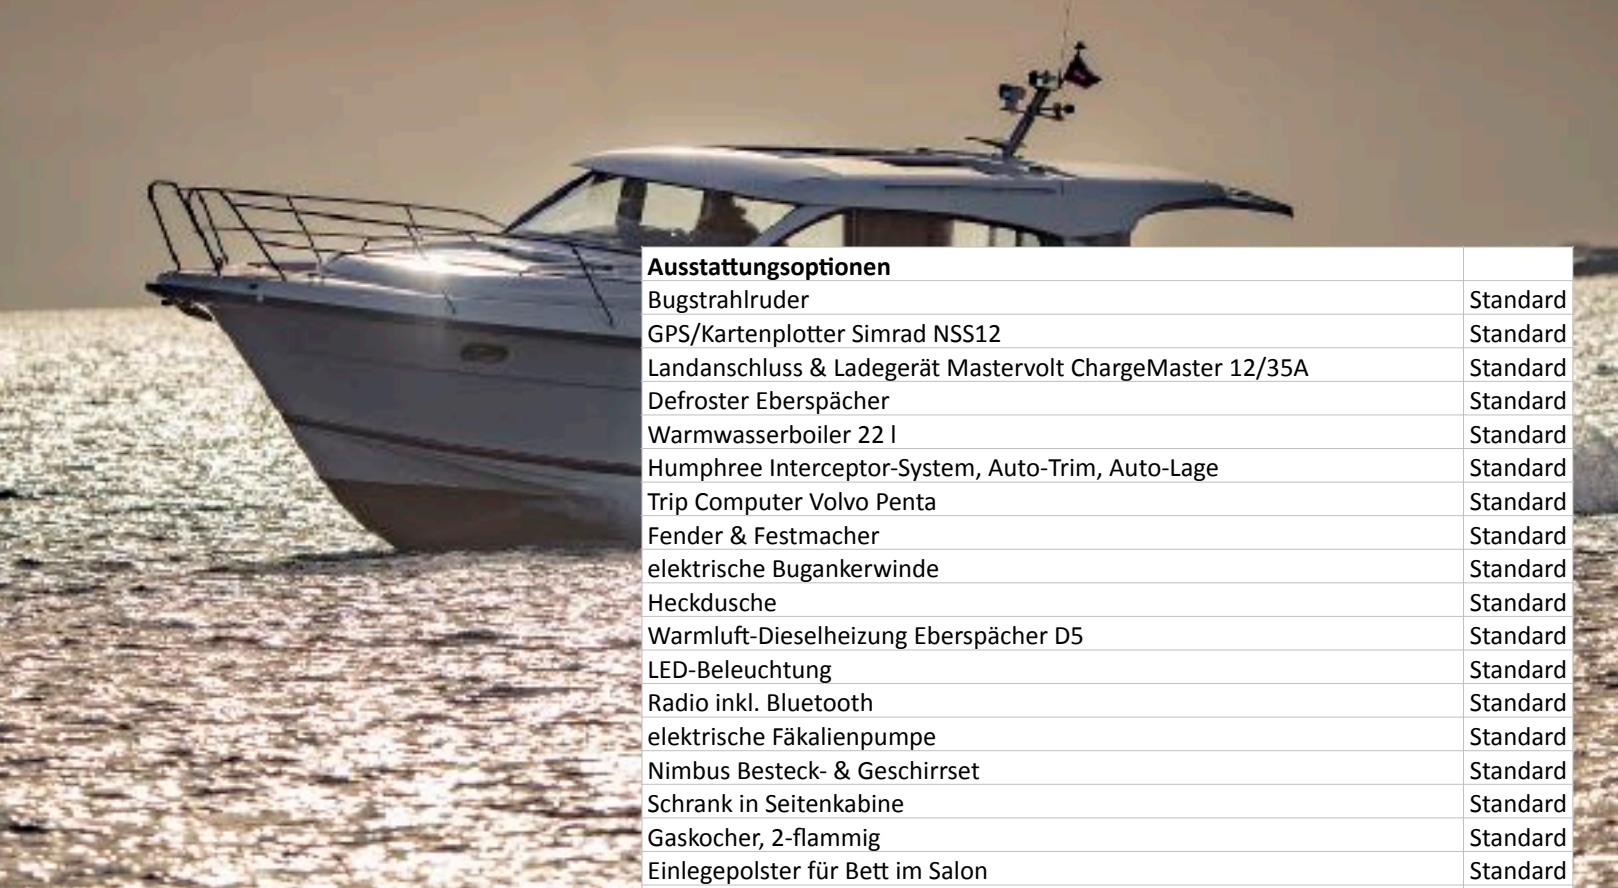 Ausstattungsoptionen
Bugstrahlruder Standard
GPS/Kartenplotter Simrad NSS12 Standard
Landanschluss & Ladegerät Mastervolt ChargeMaster 12/35A Standard
Defroster Eberspächer Standard
Warmwasserboiler 22 l Standard
Humphree Interceptor-System, Auto-Trim, Auto-Lage Standard
Trip Computer Volvo Penta Standard
Fender & Festmacher Standard
elektrische Bugankerwinde Standard
Heckdusche Standard
Warmluft-Dieselheizung Eberspächer D5 Standard
LED-Beleuchtung Standard
Radio inkl. Bluetooth Standard
elektrische Fäkalienpumpe Standard
Nimbus Besteck- & Geschirrset Standard
Schrank in Seitenkabine Standard
Gaskocher, 2-flammig Standard
Einlegepolster für Bett im Salon Standard